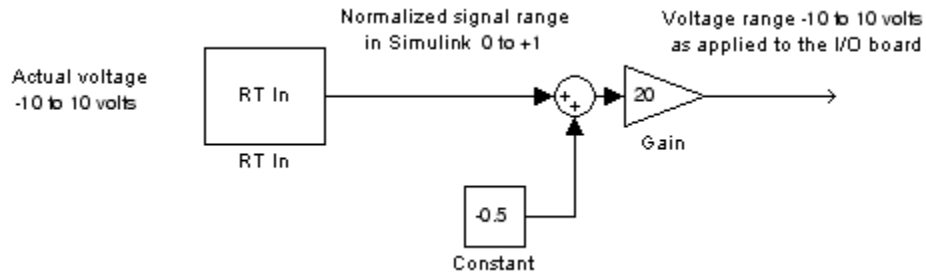 Normalized signal range
in Simulink 0 to +1
Voltage range -10 to 10 volts
as applied to the I/O board
Actual voltage
-10 to 10 volts
RT In
RT In
+
+
20
Gain
-0.5
Constant